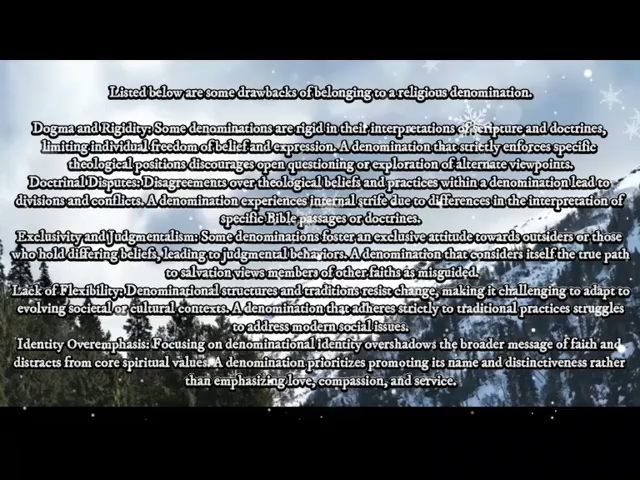 Listed below are some drawbacks of belonging to a religious denomination.
Dogma and Rigidity: Some denominations are rigid in their interpretations of scripture and doctrines,
limiting individual freedom of belief and expression. A denomination that strictly enforces specific
theological positions discourages open questioning or exploration of alternate viewpoints.
Doctrinal Disputes: Disagreements over theological beliefs and practices within a denomination lead to
divisions and conflicts. A denomination experiences internal strife due to differences in the interpretation of
specific Bible passages or doctrines.
Exclusivity and Judgmentalism: Some denominations foster an exclusive attitude towards outsiders or those
who hold differing beliefs, leading to judgmental behaviors. A denomination that considers itself the true path
to salvation views members of other faiths as misguided.
Lack of Flexibility: Denominational structures and traditions resist change, making it challenging to adapt to
evolving societal or cultural contexts. A denomination that adheres strictly to traditional practices struggles
to address modern social issues.
Identity Overemphasis: Focusing on denominational identity overshadows the broader message of faith and
distracts from core spiritual values. A denomination prioritizes promoting its name and distinctiveness rather
than emphasizing love, compassion, and service.